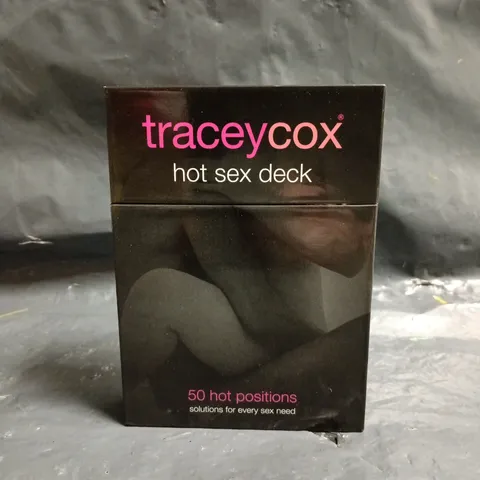 traceycox®
hot sex deck
50 hot positions
solutions for every sex need